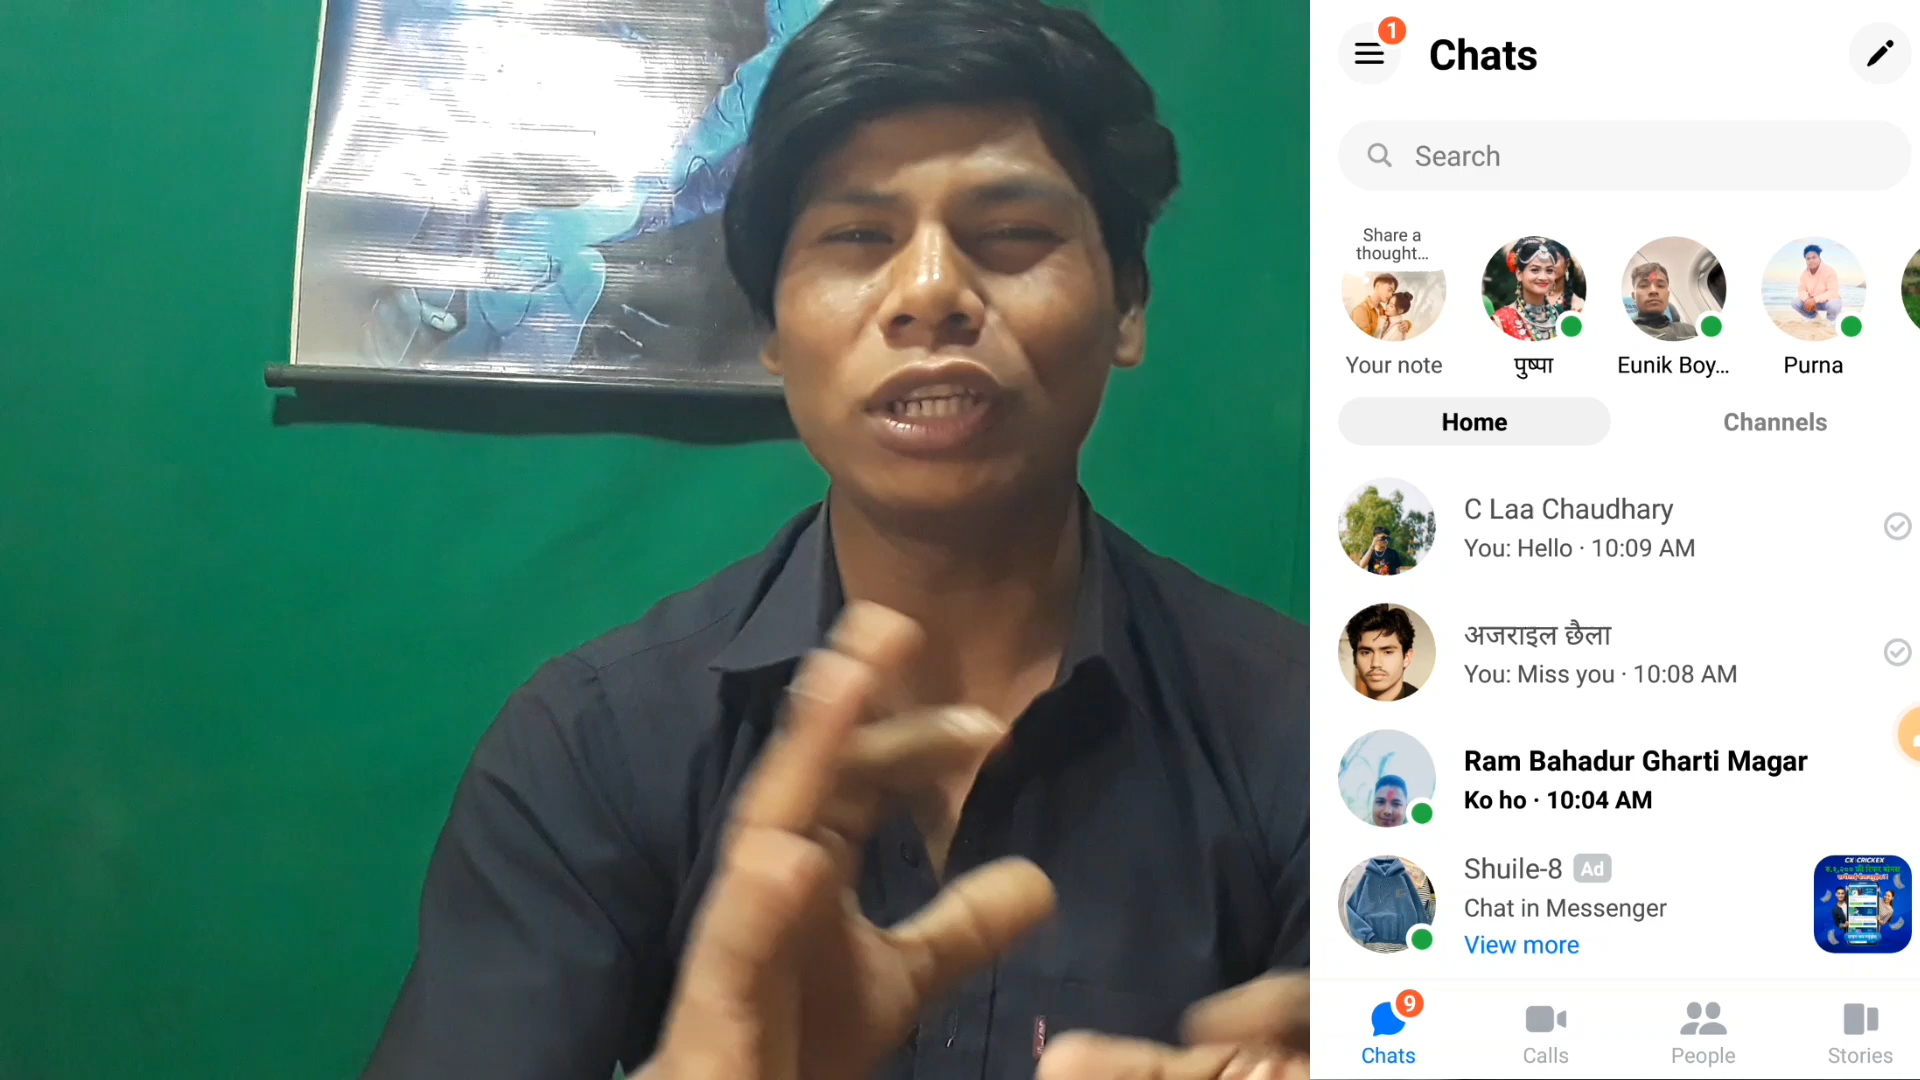 1
Chats
Search
Share a
thought...
Your note
पुष्पा
Eunik Boy...
Purna
Home
Channels
C Laa Chaudhary
You: Hello · 10:09 AM
अजराइल छैला
You: Miss you · 10:08 AM
Ram Bahadur Gharti Magar
Ko ho · 10:04 AM
Shuile-8 Ad
Chat in Messenger
View more
CX CRICKEX
9
Chats
Calls
People
Stories